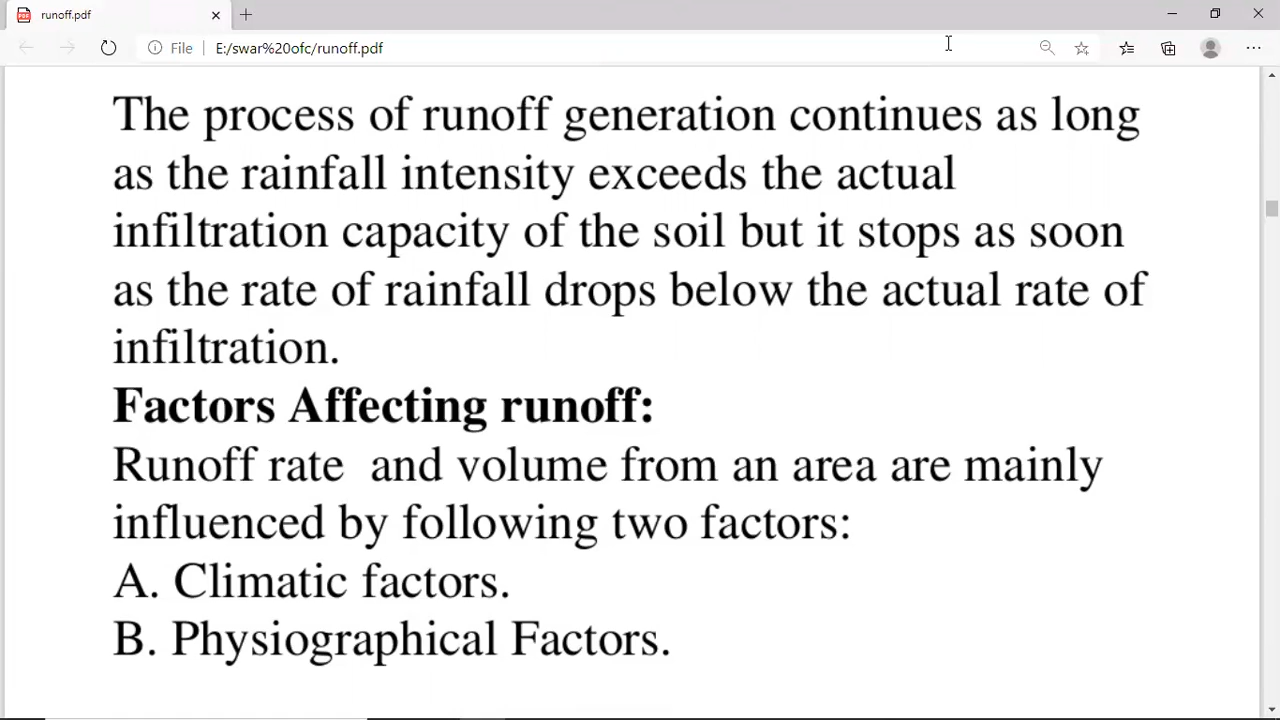 runoff.pdf
File
E:/swar%20ofc/runoff.pdf
The process of runoff generation continues as long
as the rainfall intensity exceeds the actual
infiltration capacity of the soil but it stops as soon
as the rate of rainfall drops below the actual rate of
infiltration.
Factors Affecting runoff:
Runoff rate  and volume from an area are mainly
influenced by following two factors:
A. Climatic factors.
B. Physiographical Factors.